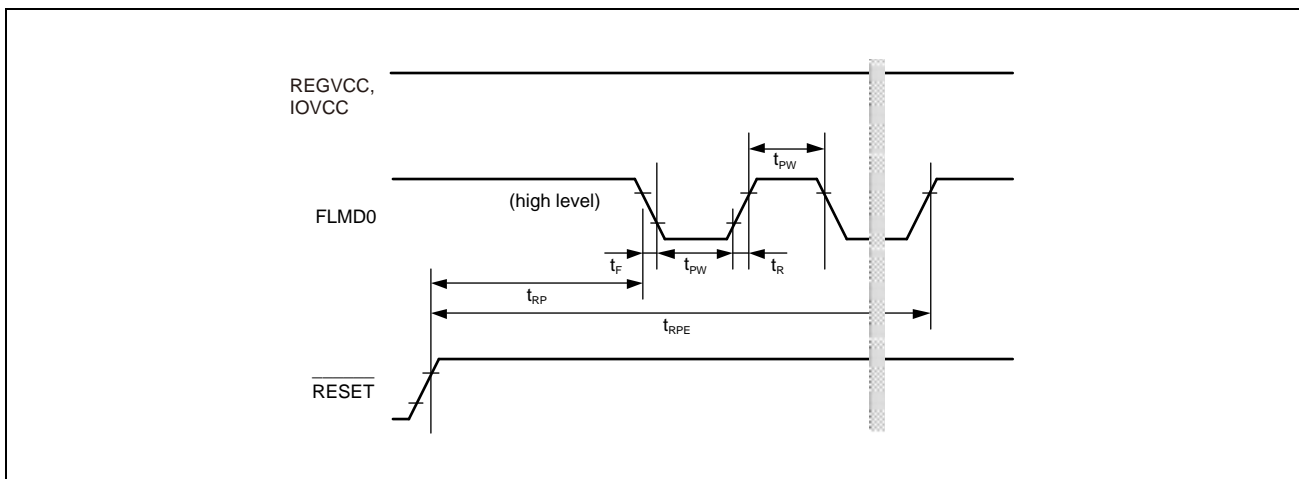 REGVCC,
IOVCC
tPW
(high level)
FLMD0
tF
tPW
tR
tRP
tRPE
RESET